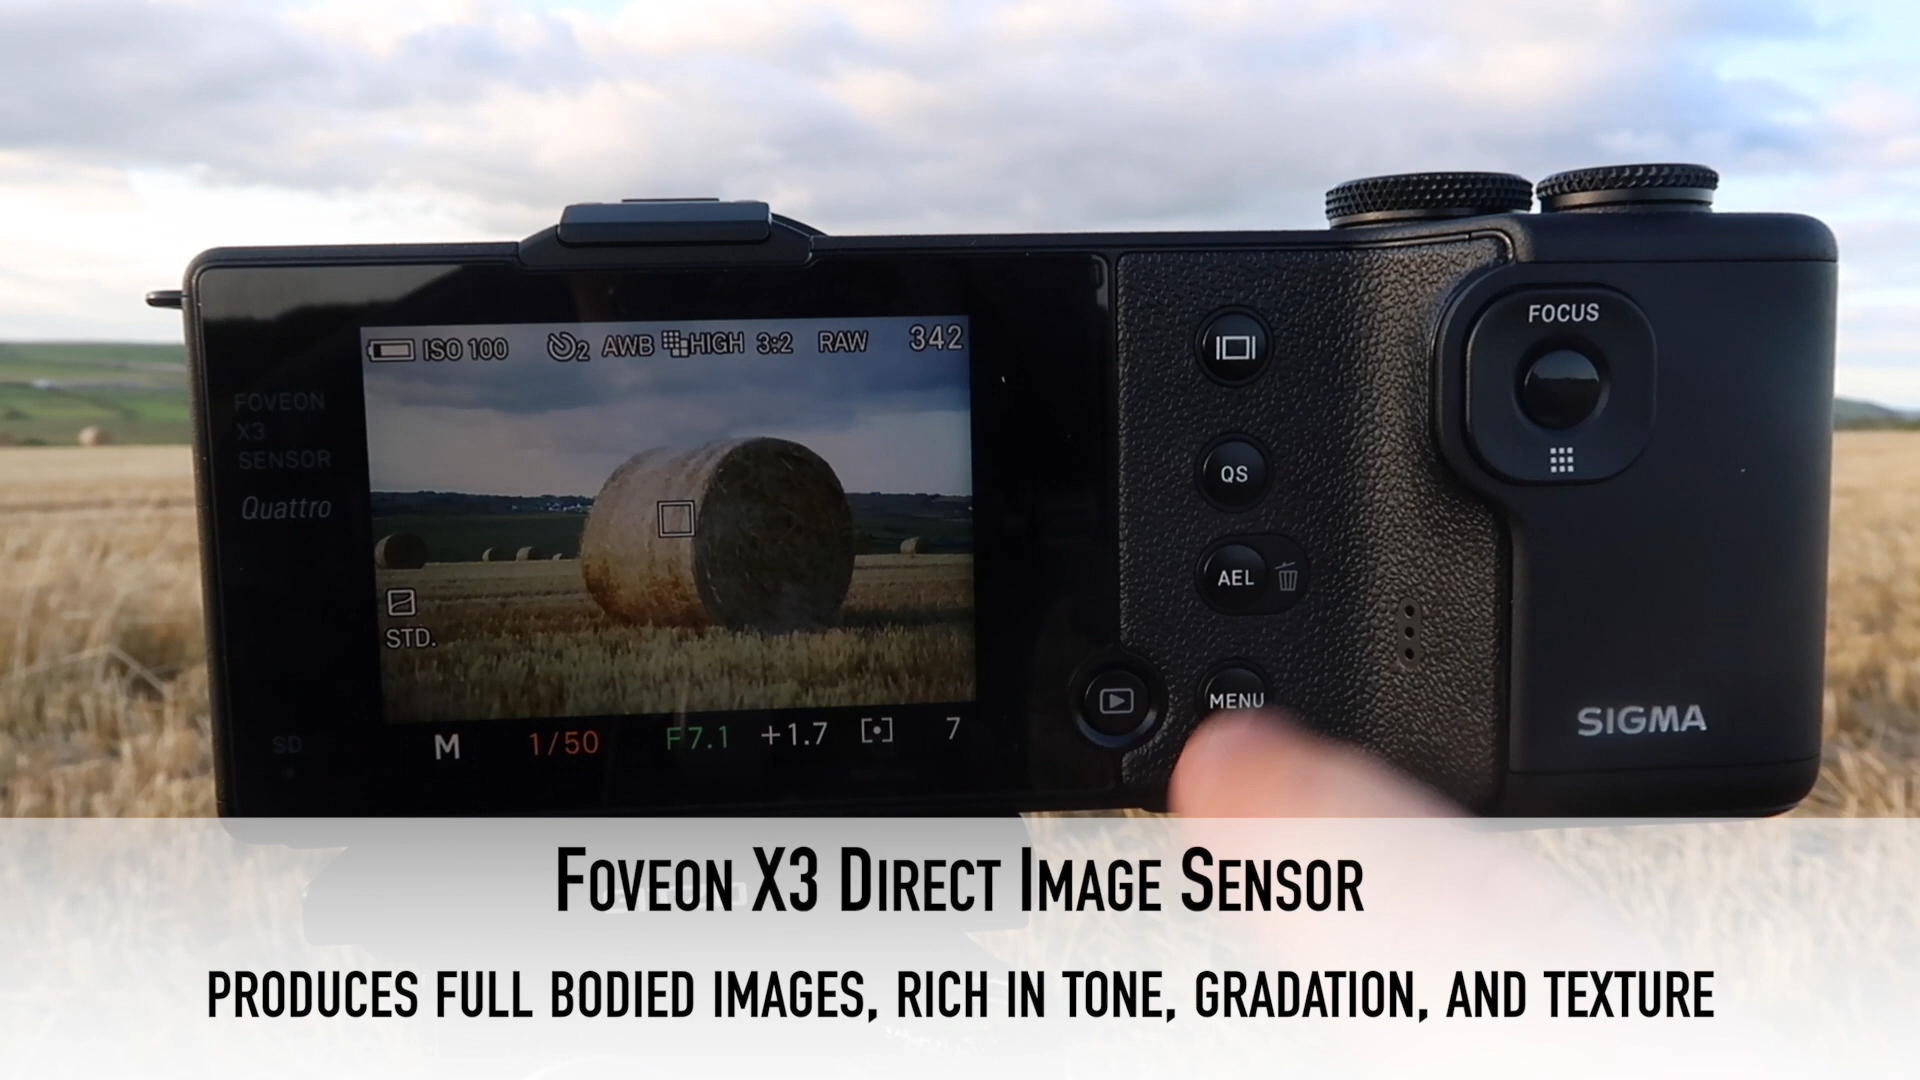 FOCUS
ISO 100 2 AWB HIGH 3:2 RAW 342
FOVEON
X3
SENSOR
Quattro
QS
AEL
STD.
MENU
SIGMA
SD
M 1/50 F7.1 +1.7 7
FOVEON X3 DIRECT IMAGE SENSOR
PRODUCES FULL BODIED IMAGES, RICH IN TONE, GRADATION, AND TEXTURE